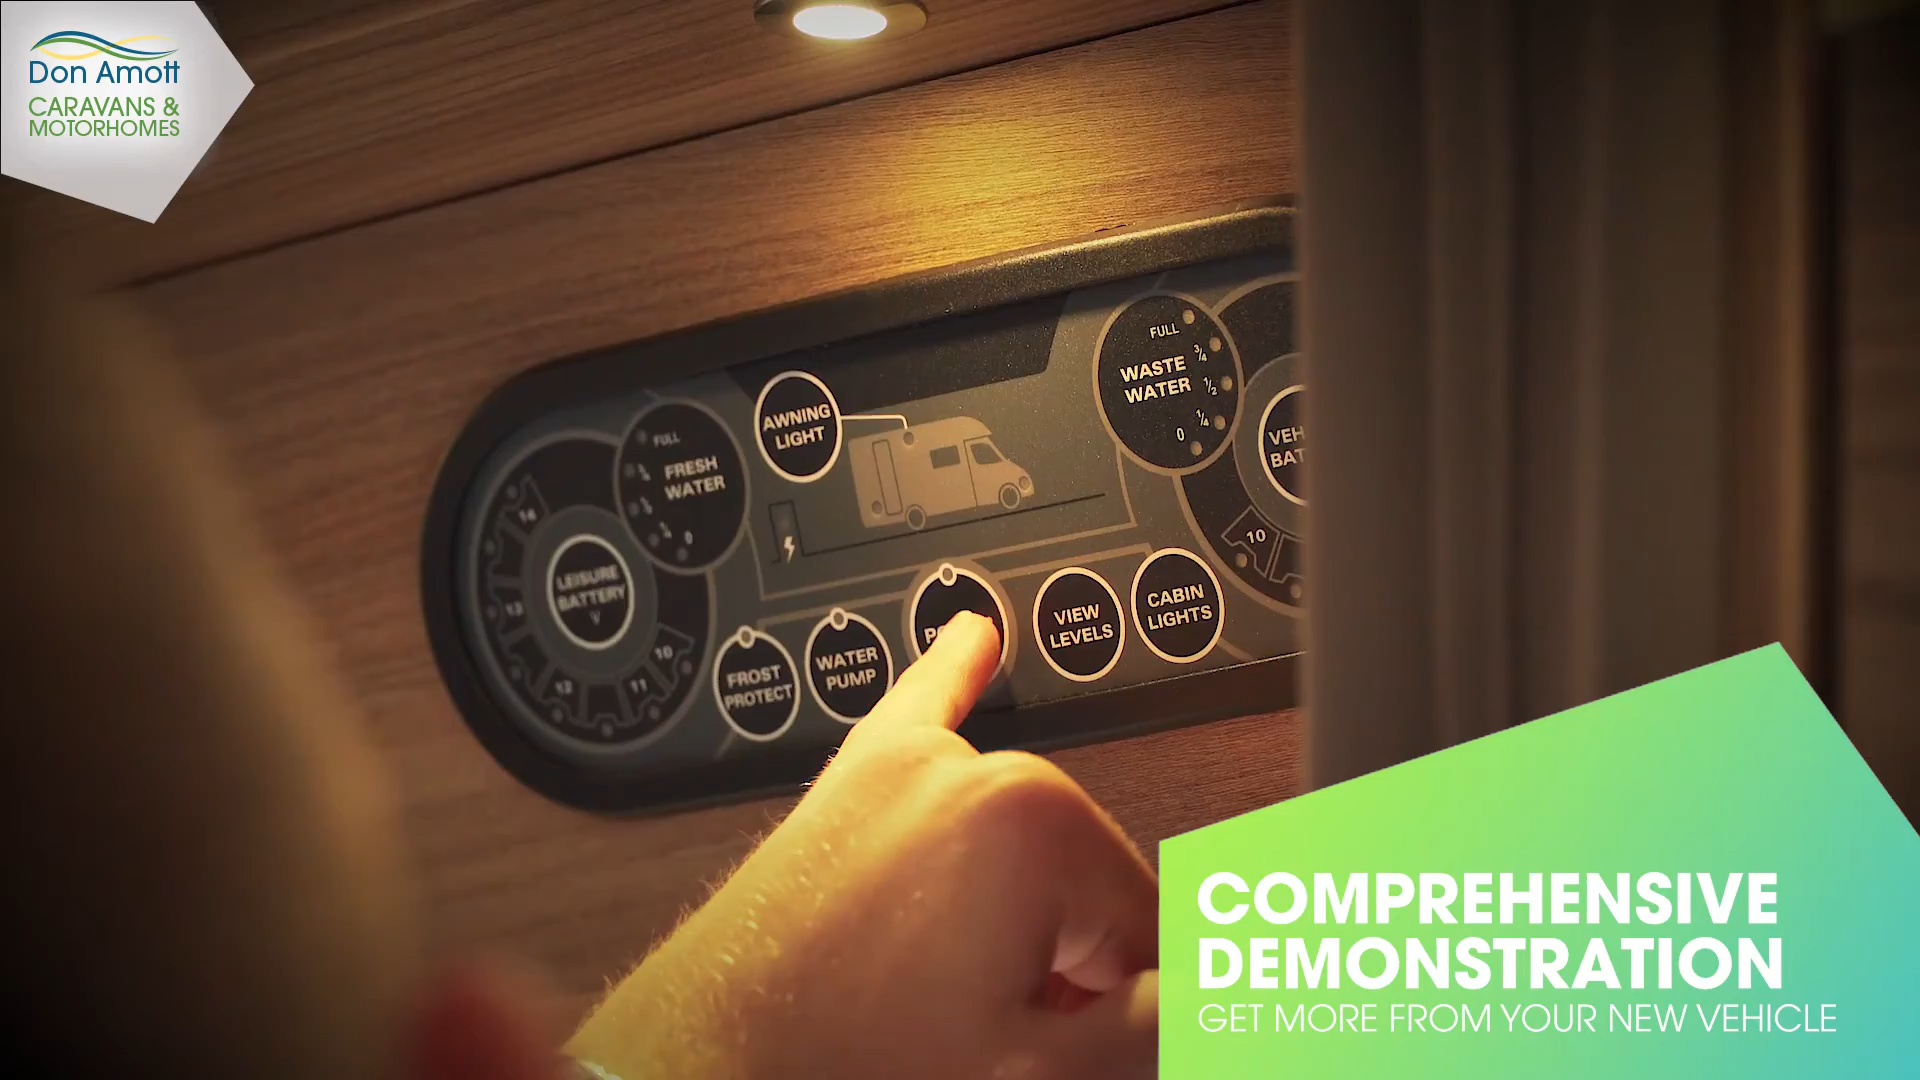 Don Amott
CARAVANS &
MOTORHOMES
FULL
WASTE
WATER
3/4
1/2
1/4
0
AWNING
LIGHT
FULL
FRESH
WATER
0
14
13
12
11
10
LEISURE
BATTERY
V
10
FROST
PROTECT
WATER
PUMP
VIEW
LEVELS
CABIN
LIGHTS
COMPREHENSIVE
DEMONSTRATION
GET MORE FROM YOUR NEW VEHICLE